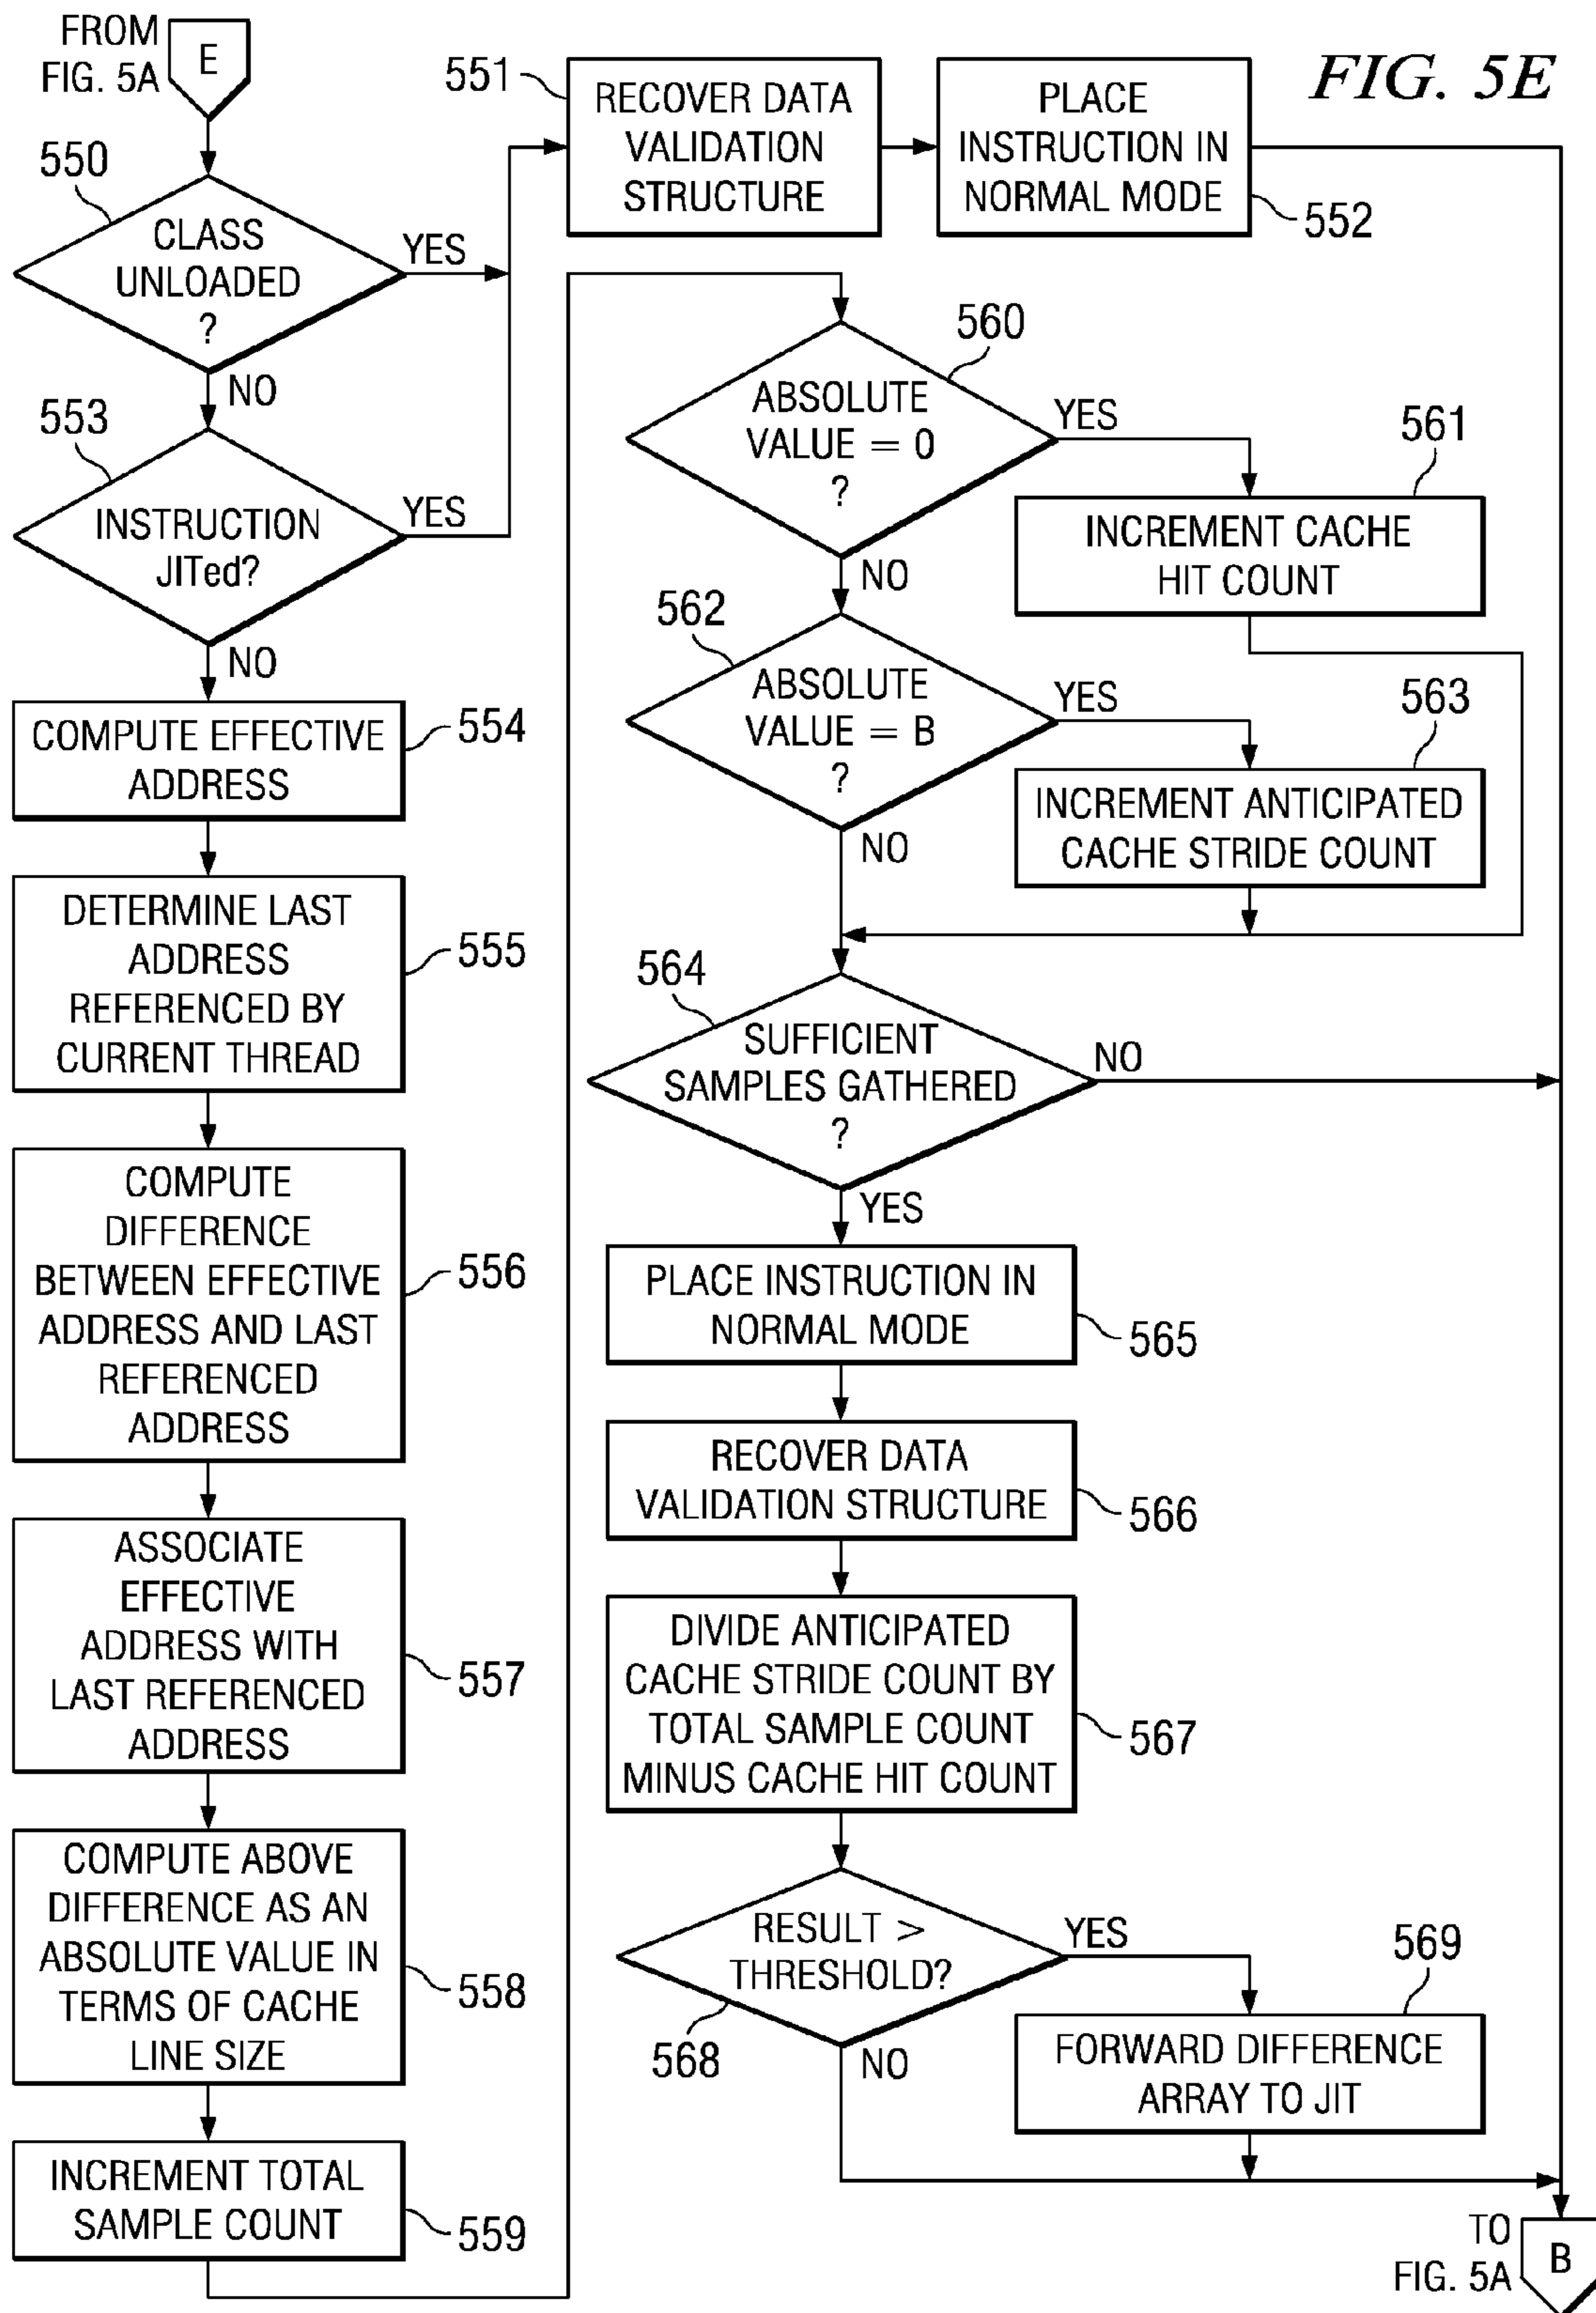 FROM
FIG. 5A
E
FIG. 5E
550
CLASS
UNLOADED
?
YES
NO
551
RECOVER DATA
VALIDATION
STRUCTURE
PLACE
INSTRUCTION IN
NORMAL MODE
552
553
INSTRUCTION
JITed?
YES
NO
COMPUTE EFFECTIVE
ADDRESS
554
DETERMINE LAST
ADDRESS
REFERENCED BY
CURRENT THREAD
555
COMPUTE
DIFFERENCE
BETWEEN EFFECTIVE
ADDRESS AND LAST
REFERENCED
ADDRESS
556
ASSOCIATE
EFFECTIVE
ADDRESS WITH
LAST REFERENCED
ADDRESS
557
COMPUTE ABOVE
DIFFERENCE AS AN
ABSOLUTE VALUE IN
TERMS OF CACHE
LINE SIZE
558
INCREMENT TOTAL
SAMPLE COUNT
559
560
ABSOLUTE
VALUE = 0
?
YES
NO
561
INCREMENT CACHE
HIT COUNT
562
ABSOLUTE
VALUE = B
?
YES
NO
563
INCREMENT ANTICIPATED
CACHE STRIDE COUNT
564
SUFFICIENT
SAMPLES GATHERED
?
NO
YES
PLACE INSTRUCTION IN
NORMAL MODE
565
RECOVER DATA
VALIDATION STRUCTURE
566
DIVIDE ANTICIPATED
CACHE STRIDE COUNT BY
TOTAL SAMPLE COUNT
MINUS CACHE HIT COUNT
567
RESULT >
THRESHOLD?
568
YES
NO
569
FORWARD DIFFERENCE
ARRAY TO JIT
TO
FIG. 5A
B